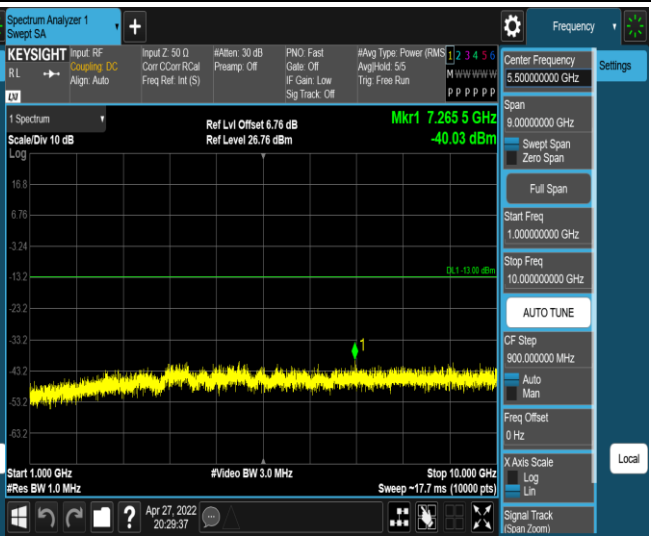 Spectrum Analyzer 1
Swept SA
+
Frequency
KEYSIGHT
RL
LXI
Input: RF
Coupling: DC
Align: Auto
Input Z: 50 Ω
Corr CCorr RCal
Freq Ref: Int (S)
#Atten: 30 dB
Preamp: Off
PNO: Fast
Gate: Off
IF Gain: Low
Sig Track: Off
#Avg Type: Power (RMS
Avg|Hold: 5/5
Trig: Free Run
1 2 3 4 5 6
M W W W W W
P P P P P P
1 Spectrum
Scale/Div 10 dB
Log
Ref Lvl Offset 6.76 dB
Ref Level 26.76 dBm
Mkr1 7.265 5 GHz
-40.03 dBm
16.8
6.76
-3.24
-13.2
-23.2
-33.2
-43.2
-53.2
-63.2
DL1 -13.00 dBm
1
Start 1.000 GHz
#Res BW 1.0 MHz
#Video BW 3.0 MHz
Stop 10.000 GHz
Sweep ~17.7 ms (10000 pts)
?
Apr 27, 2022
20:29:37
Center Frequency
5.500000000 GHz
Span
9.00000000 GHz
Swept Span
Zero Span
Full Span
Start Freq
1.000000000 GHz
Stop Freq
10.000000000 GHz
AUTO TUNE
CF Step
900.000000 MHz
Auto
Man
Freq Offset
0 Hz
X Axis Scale
Log
Lin
Signal Track
(Span Zoom)
Settings
Local